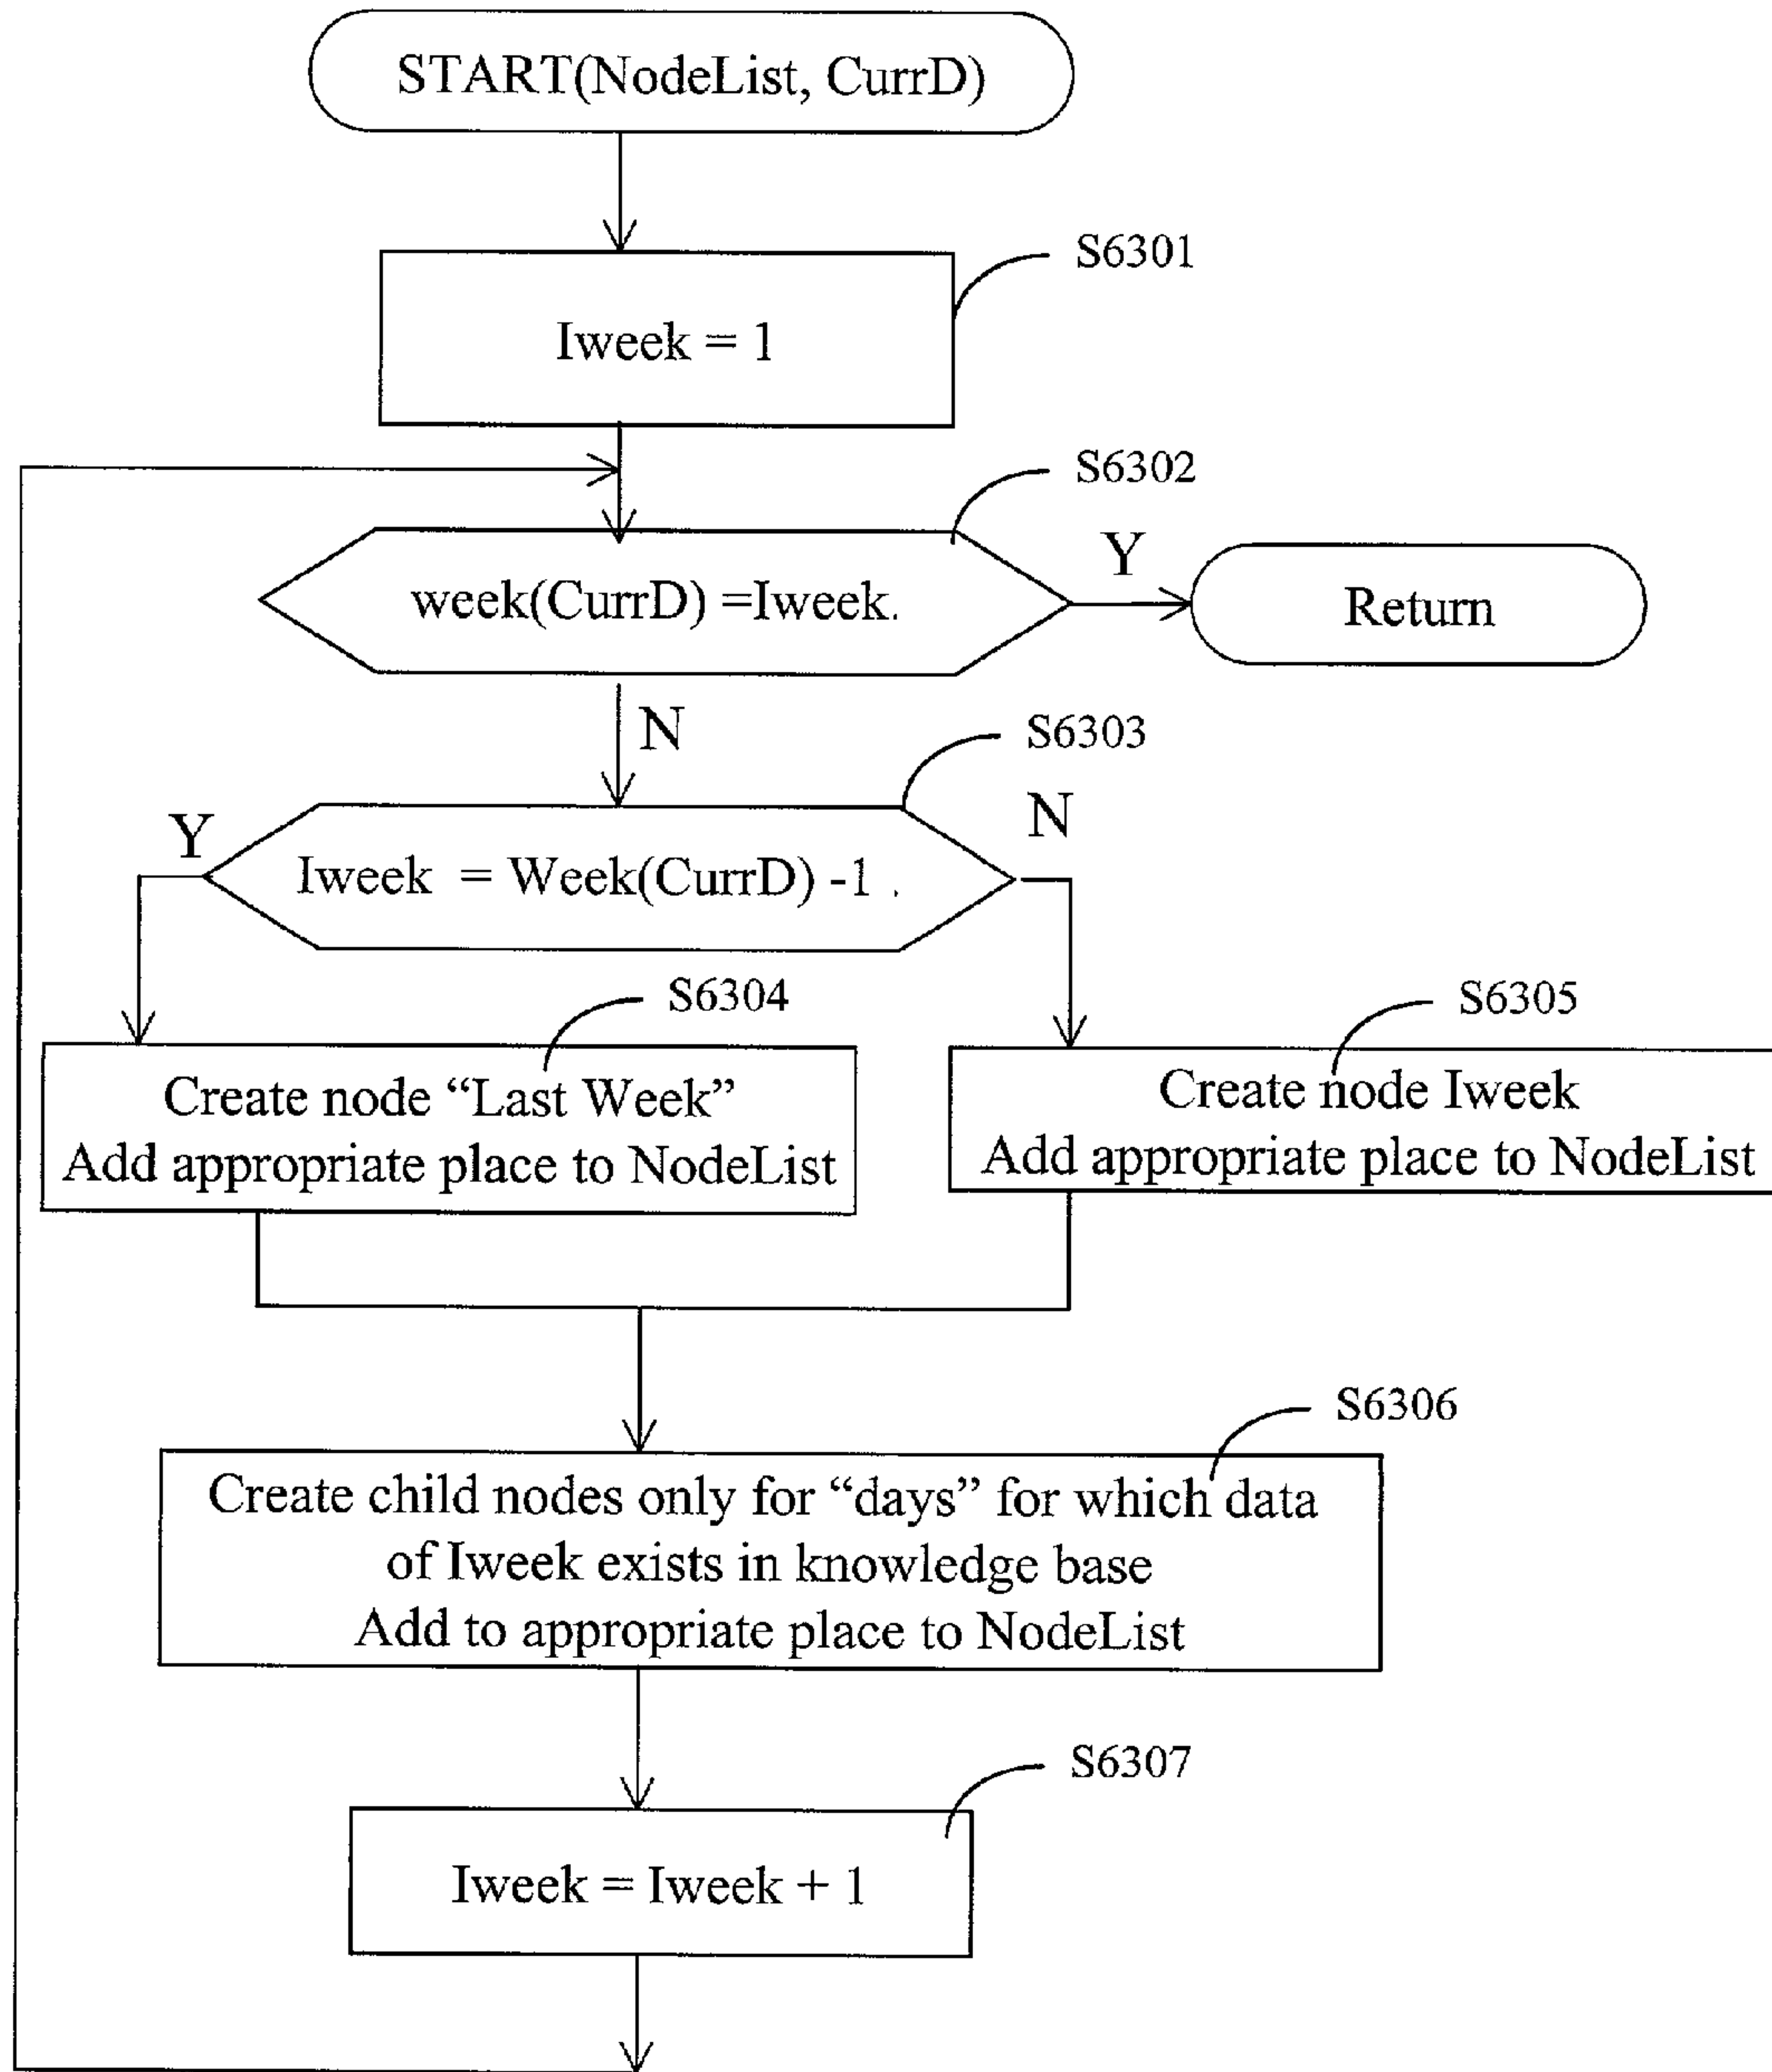 START(NodeList, CurrD)
S6301
Iweek = 1
S6302
week(CurrD) =Iweek.
Y
Return
N
S6303
Y
Iweek = Week(CurrD) -1 .
N
S6304
S6305
Create node “Last Week”
Add appropriate place to NodeList
Create node Iweek
Add appropriate place to NodeList
S6306
Create child nodes only for “days” for which data
of Iweek exists in knowledge base
Add to appropriate place to NodeList
S6307
Iweek = Iweek + 1